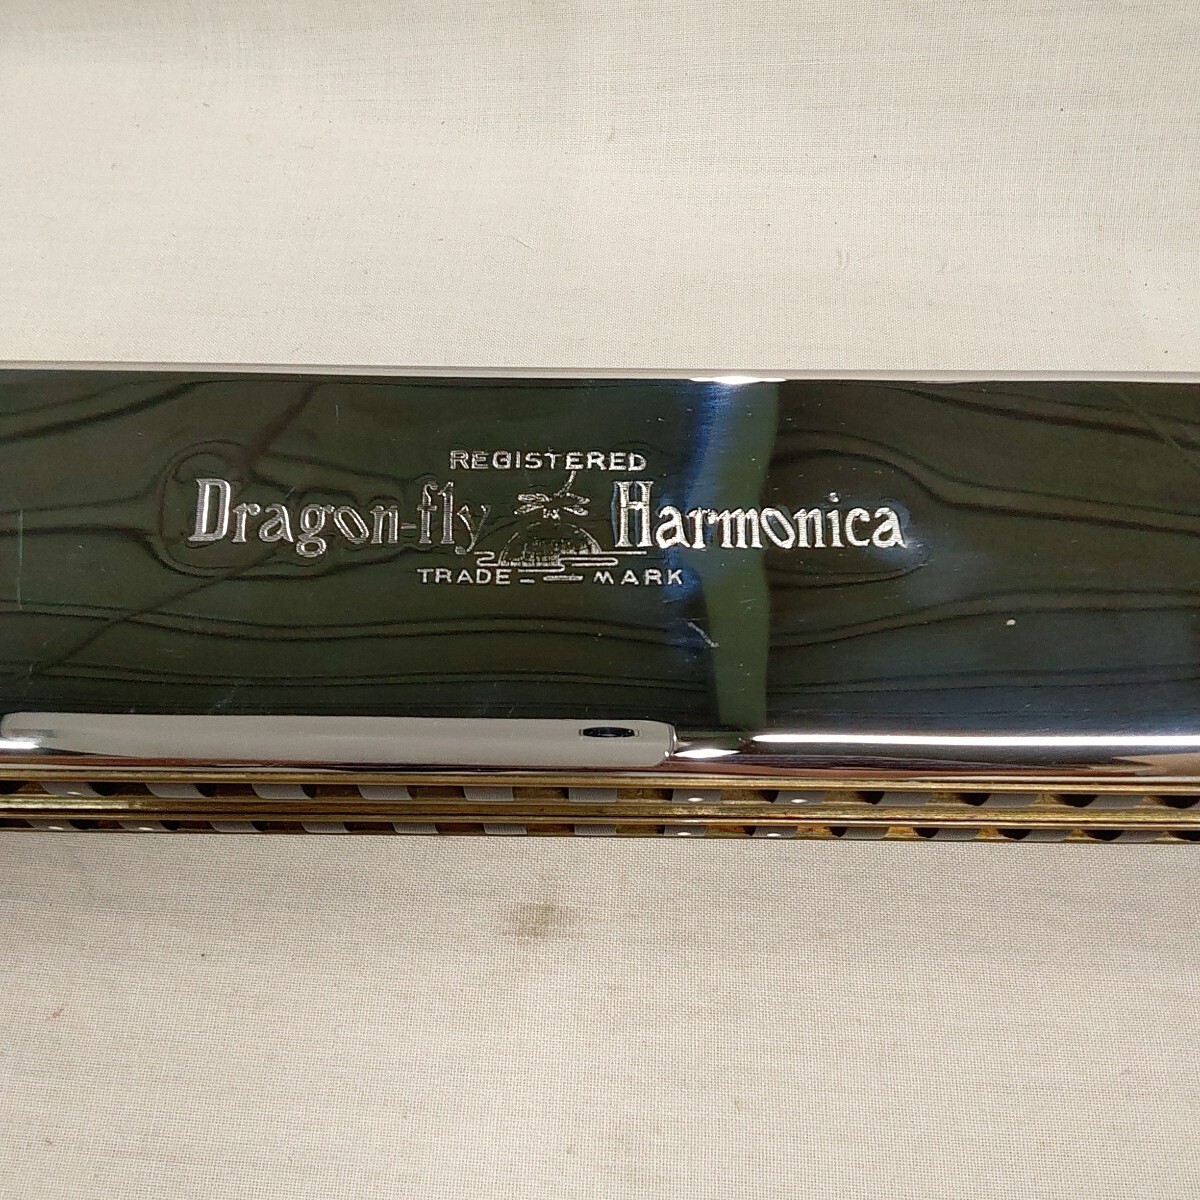 REGISTERED
Dragon-fly Harmonica
TRADE MARK